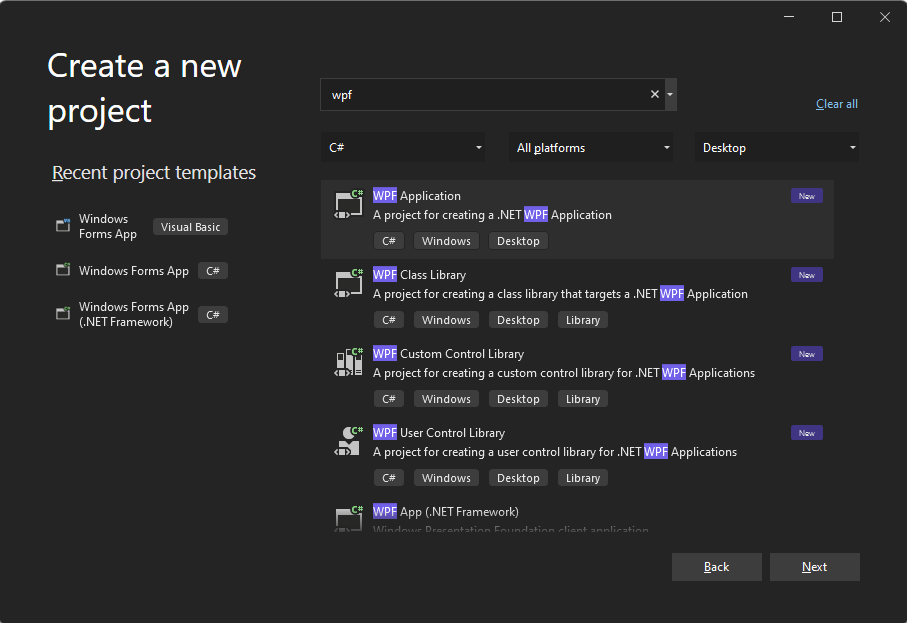 Create a new
project
Recent project templates
Windows
Forms App
Visual Basic
Windows Forms App
C#
Windows Forms App
(.NET Framework)
C#
wpf
Clear all
C#
All platforms
Desktop
WPF Application
New
A project for creating a .NET WPF Application
C# Windows Desktop
WPF Class Library
New
A project for creating a class library that targets a .NET WPF Application
C# Windows Desktop Library
WPF Custom Control Library
New
A project for creating a custom control library for .NET WPF Applications
C# Windows Desktop Library
WPF User Control Library
New
A project for creating a user control library for .NET WPF Applications
C# Windows Desktop Library
WPF App (.NET Framework)
Windows Presentation Foundation client application
Back
Next